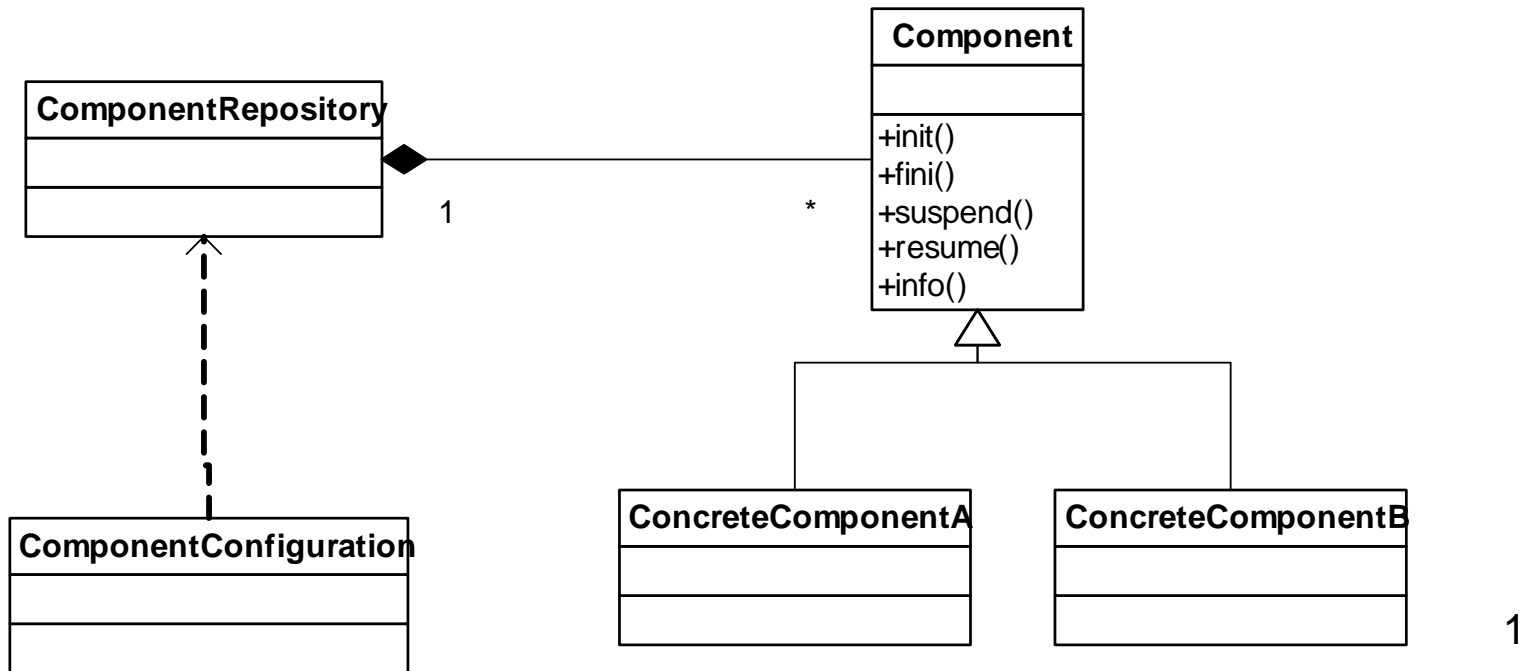 Component
ComponentRepository
+init()
+fini()
+suspend()
+resume()
+info()
1
*
ConcreteComponentA
ConcreteComponentB
ComponentConfiguration
1